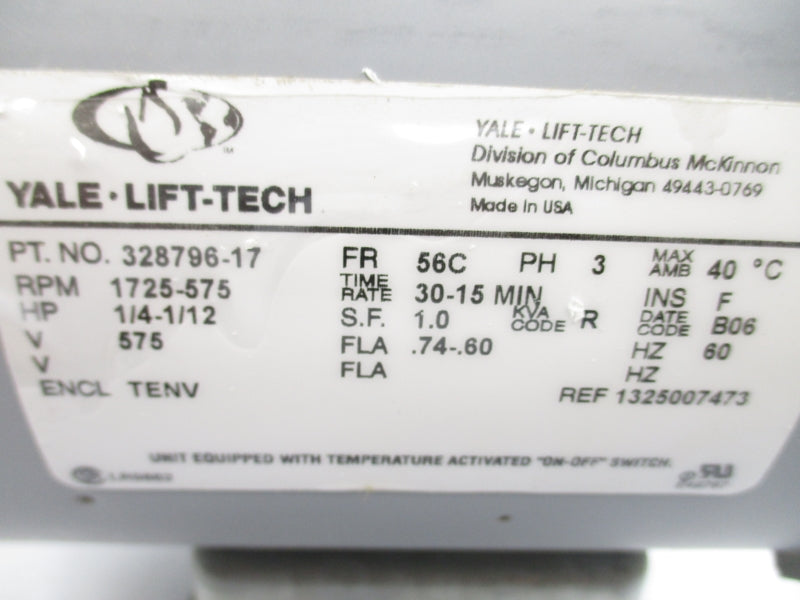 YALE · LIFT-TECH
TM
YALE · LIFT-TECH
Division of Columbus McKinnon
Muskegon, Michigan 49443-0769
Made in USA
PT. NO. 328796-17 FR 56C PH 3 MAX AMB 40 °C
RPM 1725-575 TIME RATE 30-15 MIN INS F
HP 1/4-1/12 S.F. 1.0 KVA CODE R DATE CODE B06
V 575 FLA .74-.60 HZ 60
V FLA HZ
ENCL TENV REF 1325007473
UNIT EQUIPPED WITH TEMPERATURE ACTIVATED "ON-OFF" SWITCH.